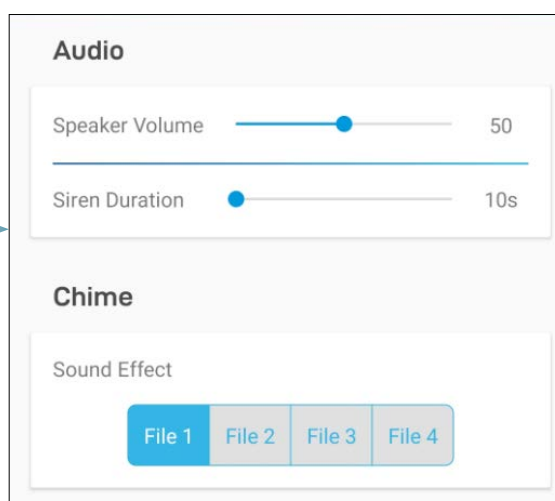 Audio
Speaker Volume 50
Siren Duration 10s
Chime
Sound Effect
File 1 File 2 File 3 File 4